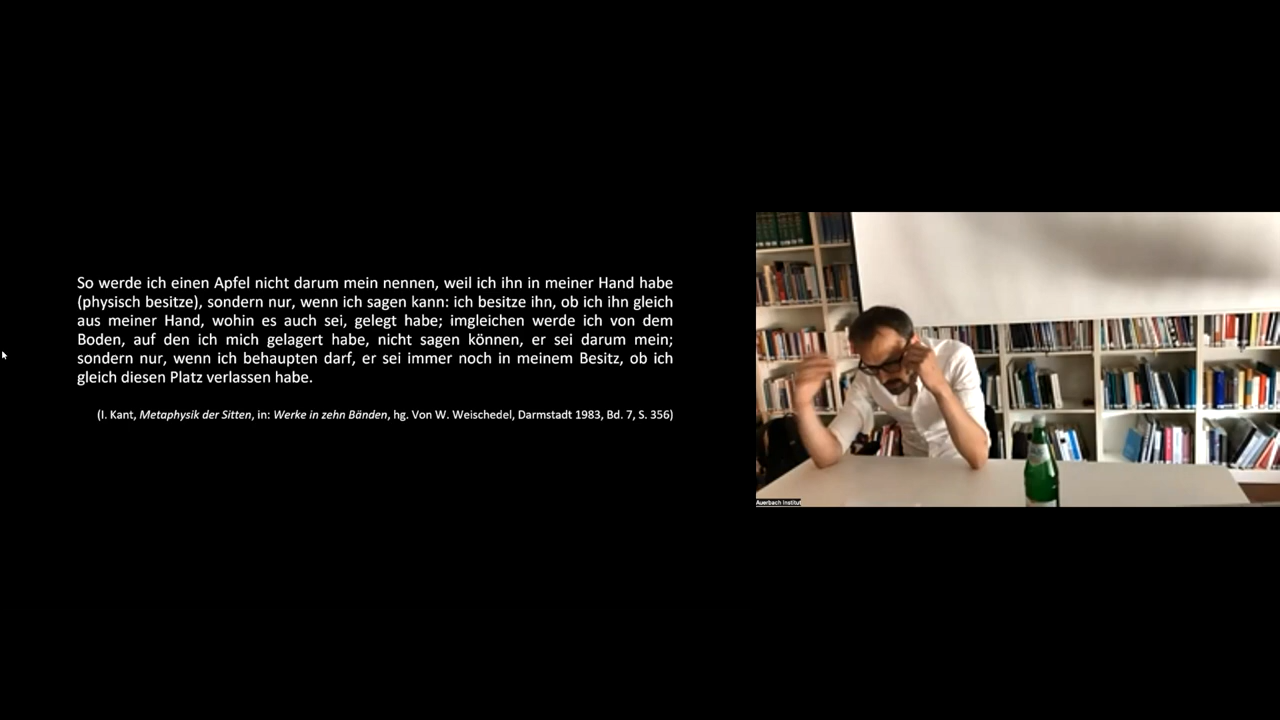 So werde ich einen Apfel nicht darum mein nennen, weil ich ihn in meiner Hand habe
(physisch besitze), sondern nur, wenn ich sagen kann: ich besitze ihn, ob ich ihn gleich
aus meiner Hand, wohin es auch sei, gelegt habe; imgleichen werde ich von dem
Boden, auf den ich mich gelagert habe, nicht sagen können, er sei darum mein;
sondern nur, wenn ich behaupten darf, er sei immer noch in meinem Besitz, ob ich
gleich diesen Platz verlassen habe.
(I. Kant, Metaphysik der Sitten, in: Werke in zehn Bänden, hg. Von W. Weischedel, Darmstadt 1983, Bd. 7, S. 356)
Auerbach Institut